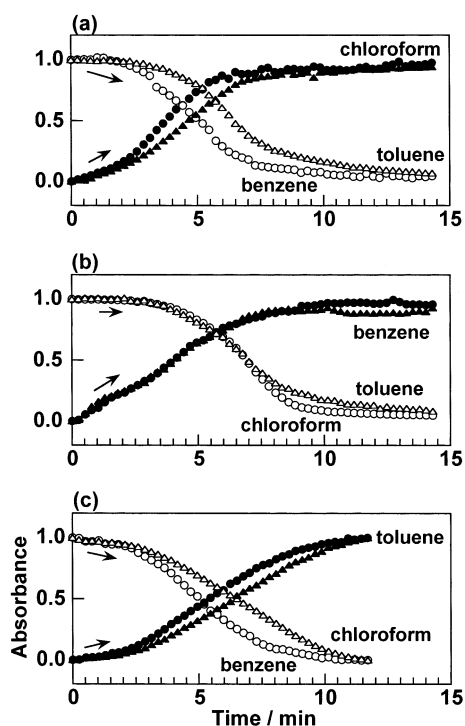 (a)
chloroform
1.0
0.5
toluene
0.0
benzene
0 5 10 15
(b)
1.0
benzene
0.5
toluene
0.0
chloroform
0 5 10 15
(c)
1.0
toluene
0.5
chloroform
0.0
benzene
0 5 10 15
Absorbance
Time / min